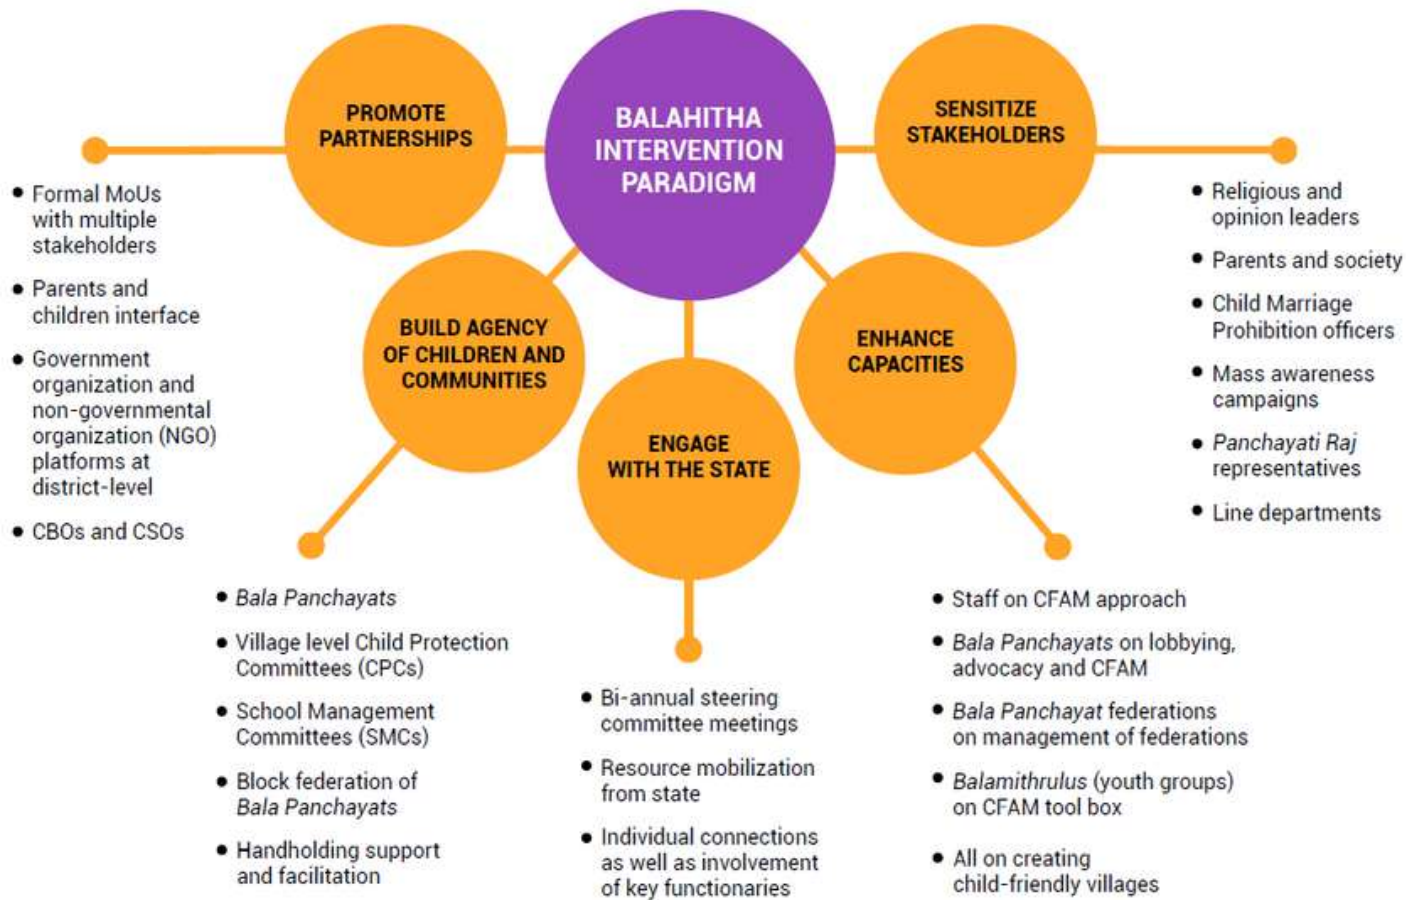 BALAHITHA
INTERVENTION
PARADIGM
PROMOTE
PARTNERSHIPS
• Formal MoUs
with multiple
stakeholders
• Parents and
children interface
• Government
organization and
non-governmental
organization (NGO)
platforms at
district-level
• CBOs and CSOs
BUILD AGENCY
OF CHILDREN AND
COMMUNITIES
• Bala Panchayats
• Village level Child Protection
Committees (CPCs)
• School Management
Committees (SMCs)
• Block federation of
Bala Panchayats
• Handholding support
and facilitation
ENGAGE
WITH THE STATE
• Bi-annual steering
committee meetings
• Resource mobilization
from state
• Individual connections
as well as involvement
of key functionaries
ENHANCE
CAPACITIES
• Staff on CFAM approach
• Bala Panchayats on lobbying,
advocacy and CFAM
• Bala Panchayat federations
on management of federations
• Balamithrulus (youth groups)
on CFAM tool box
• All on creating
child-friendly villages
SENSITIZE
STAKEHOLDERS
• Religious and
opinion leaders
• Parents and society
• Child Marriage
Prohibition officers
• Mass awareness
campaigns
• Panchayati Raj
representatives
• Line departments